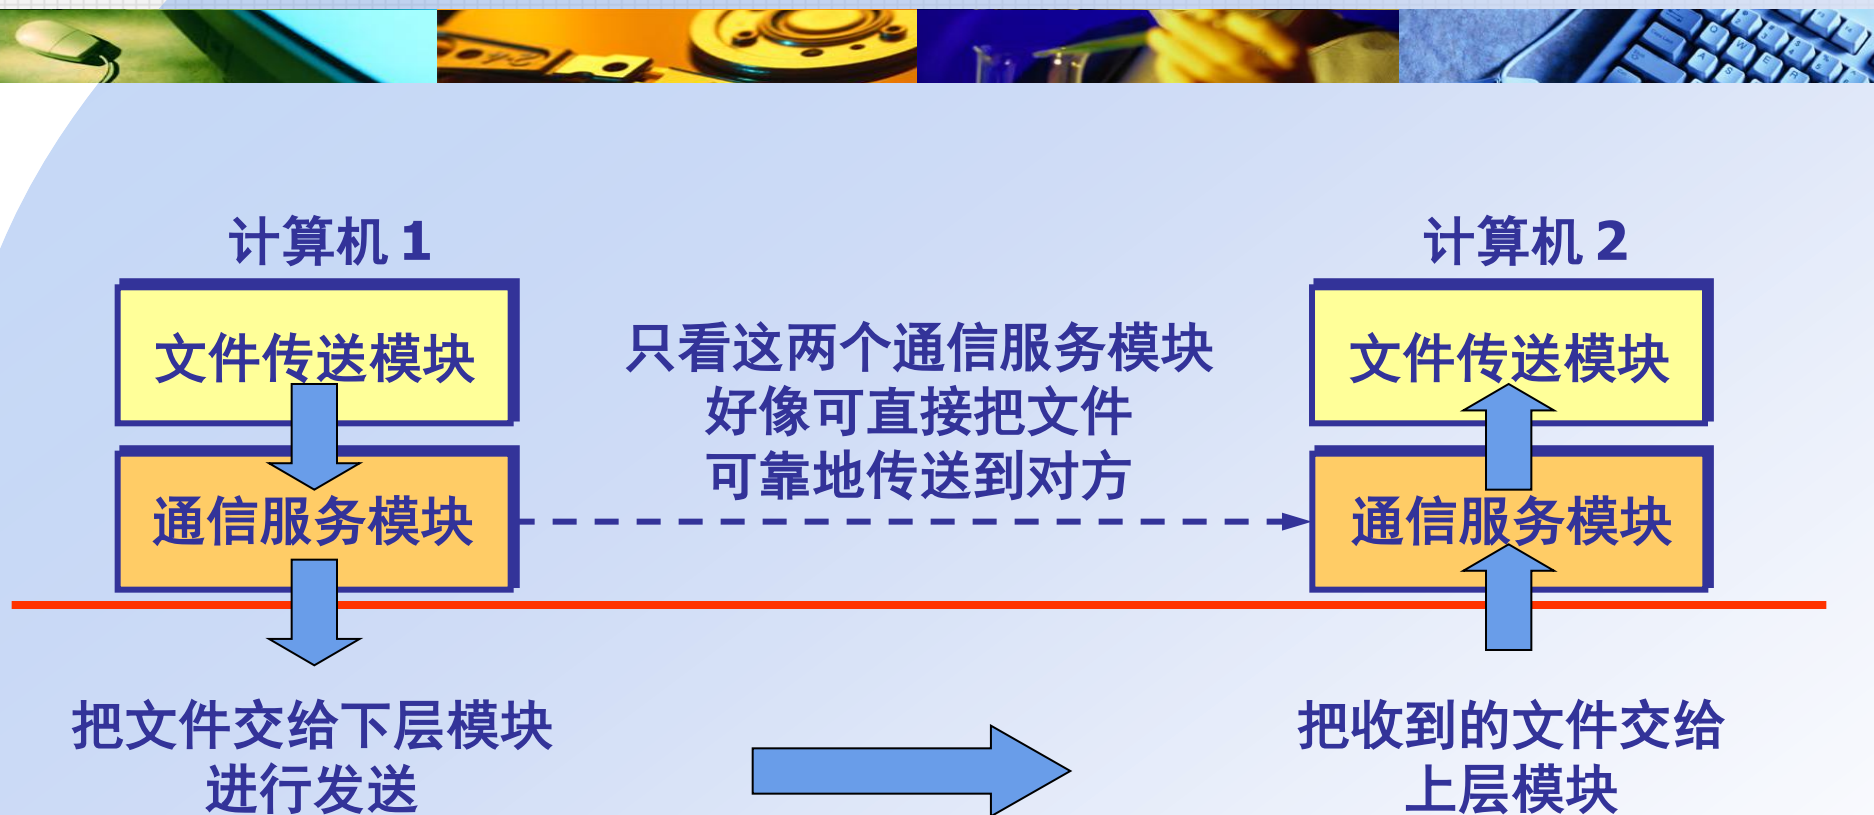 计算机 1
计算机 2
文件传送模块
只看这两个通信服务模块
好像可直接把文件
可靠地传送到对方
文件传送模块
通信服务模块
通信服务模块
把文件交给下层模块
进行发送
把收到的文件交给
上层模块